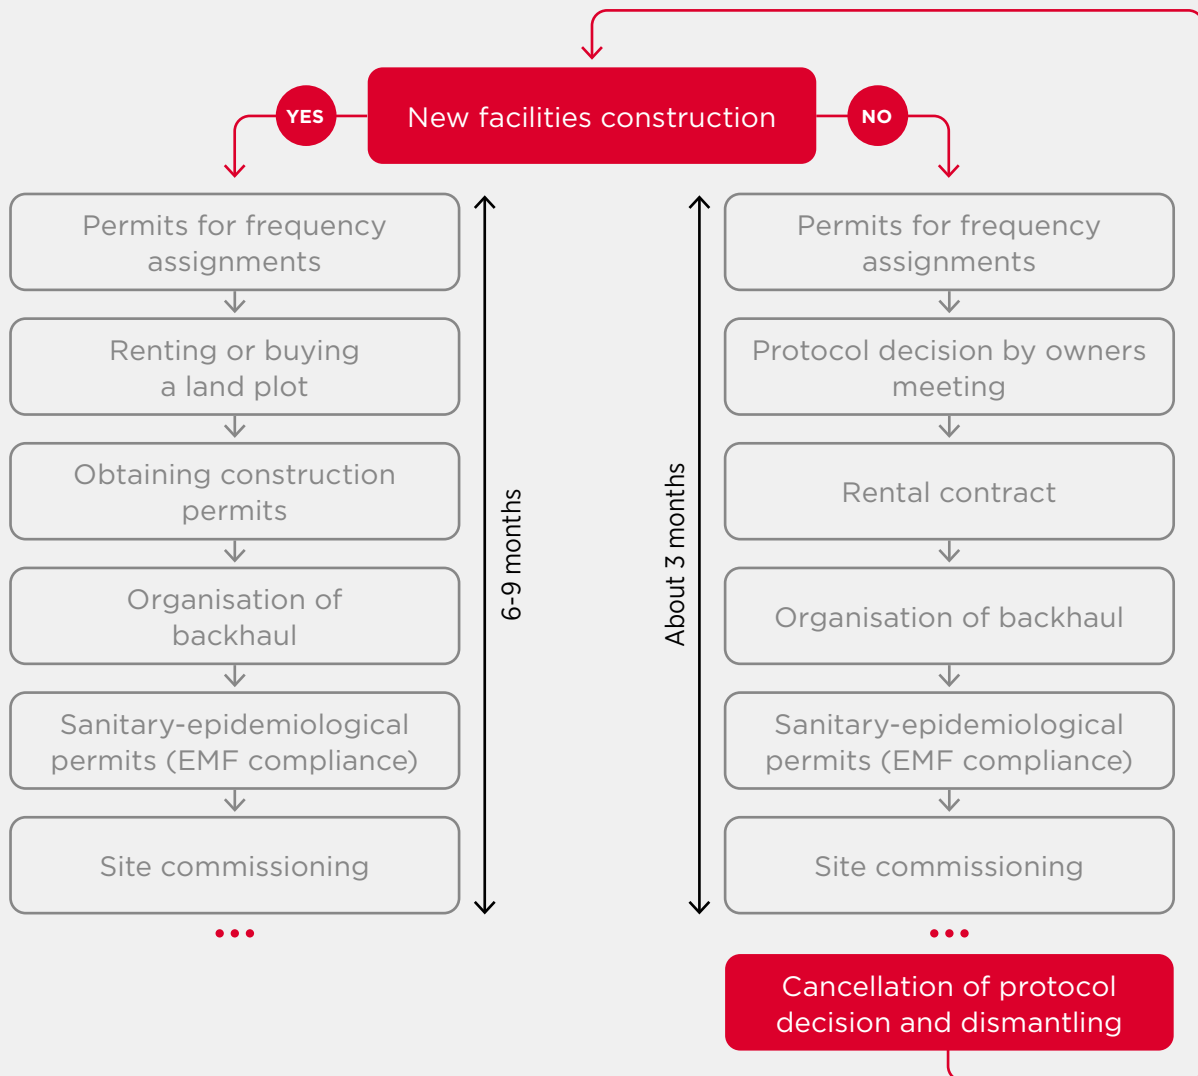 New facilities construction
YES
NO
Permits for frequency
assignments
Renting or buying
a land plot
Obtaining construction
permits
Organisation of
backhaul
Sanitary-epidemiological
permits (EMF compliance)
Site commissioning
...
6-9 months
About 3 months
Permits for frequency
assignments
Protocol decision by owners
meeting
Rental contract
Organisation of backhaul
Sanitary-epidemiological
permits (EMF compliance)
Site commissioning
...
Cancellation of protocol
decision and dismantling